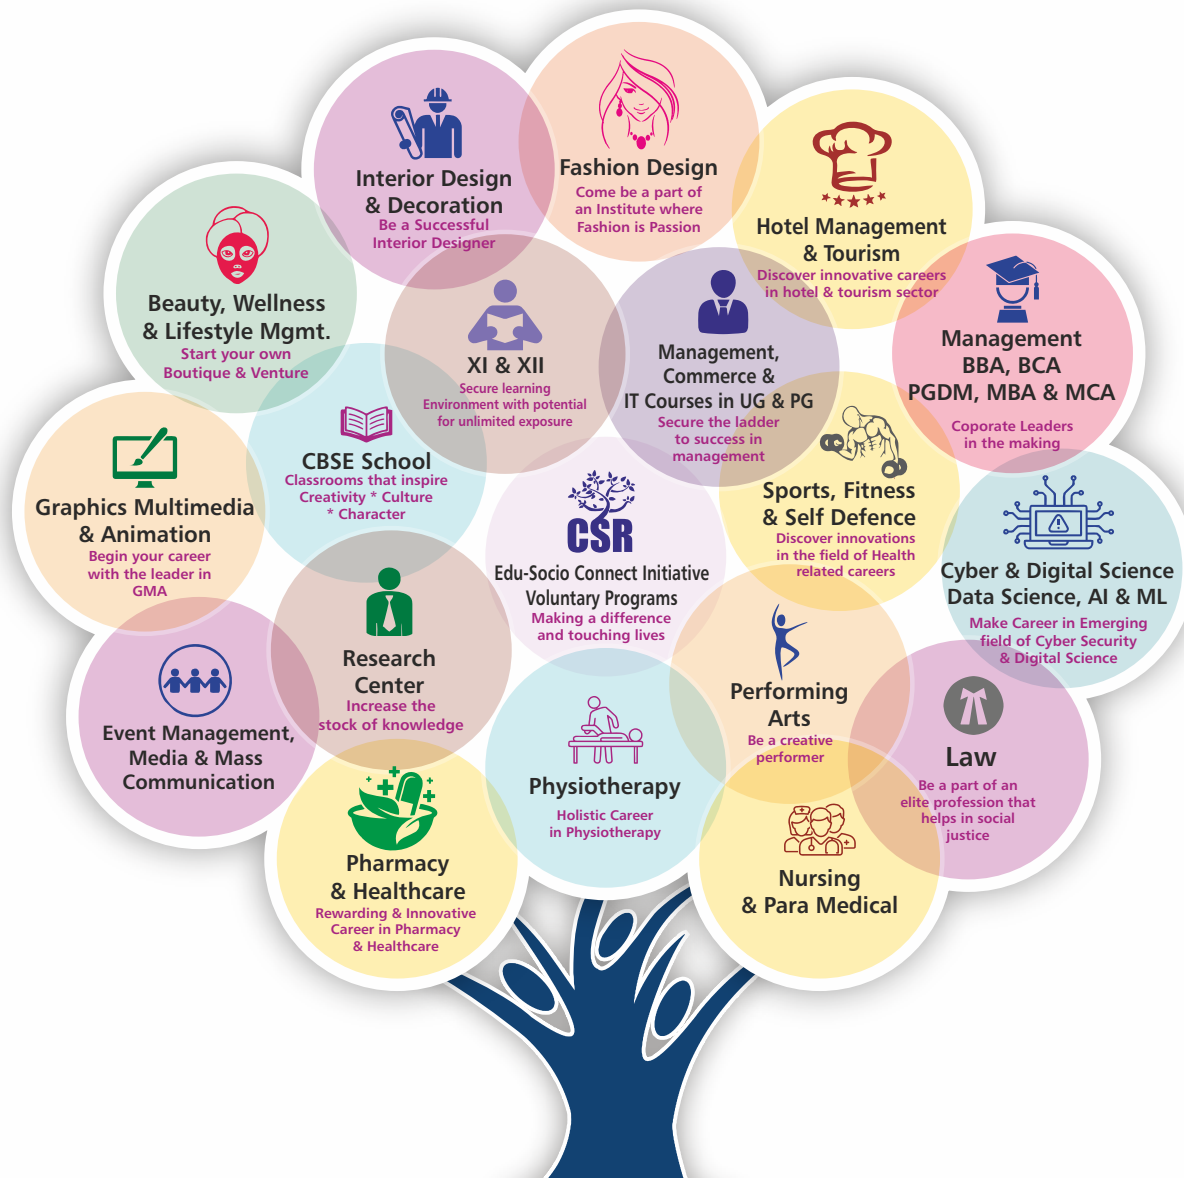 Fashion Design
Come be a part of
an Institute where
Fashion is Passion
Interior Design
& Decoration
Be a Successful
Interior Designer
Hotel Management
& Tourism
Discover innovative careers
in hotel & tourism sector
Beauty, Wellness
& Lifestyle Mgmt.
Start your own
Boutique & Venture
XI & XII
Secure learning
Environment with potential
for unlimited exposure
Management,
Commerce &
IT Courses in UG & PG
Secure the ladder
to success in
management
Management
BBA, BCA
PGDM, MBA & MCA
Coporate Leaders
in the making
CBSE School
Classrooms that inspire
Creativity * Culture
* Character
Graphics Multimedia
& Animation
Begin your career
with the leader in
GMA
CSR
Edu-Socio Connect Initiative
Voluntary Programs
Making a difference
and touching lives
Sports, Fitness
& Self Defence
Discover innovations
in the field of Health
related careers
Cyber & Digital Science
Data Science, AI & ML
Make Career in Emerging
field of Cyber Security
& Digital Science
Research
Center
Increase the
stock of knowledge
Event Management,
Media & Mass
Communication
Performing
Arts
Be a creative
performer
Law
Be a part of an
elite profession that
helps in social
justice
Physiotherapy
Holistic Career
in Physiotherapy
Pharmacy
& Healthcare
Rewarding & Innovative
Career in Pharmacy
& Healthcare
Nursing
& Para Medical